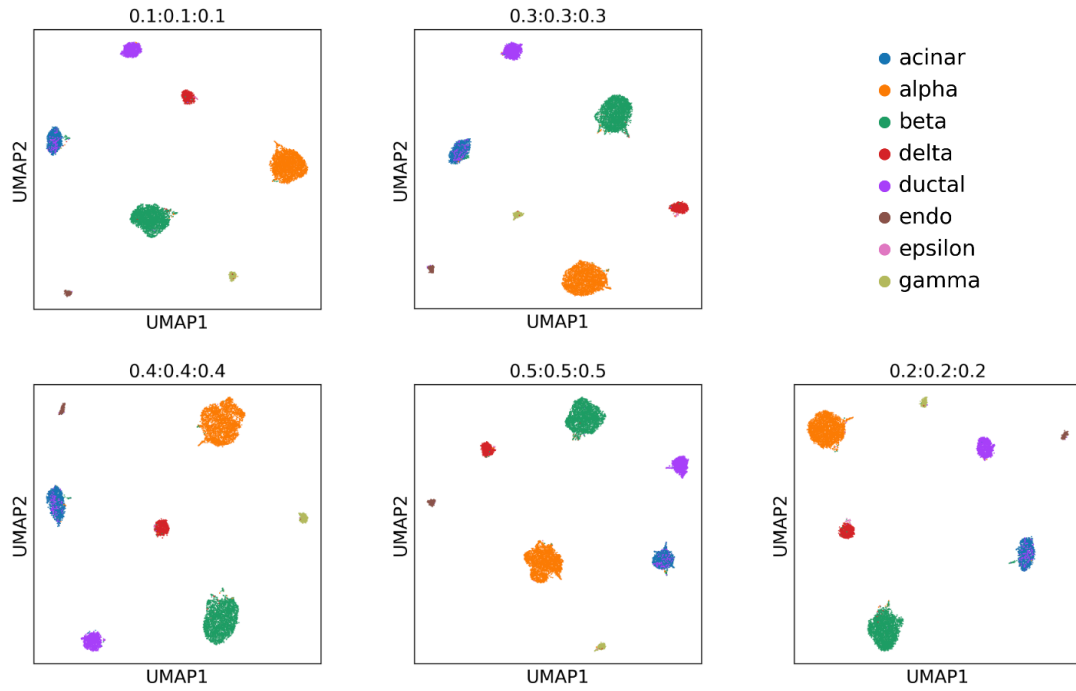 0.1:0.1:0.1
UMAP2
UMAP1
0.3:0.3:0.3
UMAP2
UMAP1
acinar
alpha
beta
delta
ductal
endo
epsilon
gamma
0.4:0.4:0.4
UMAP2
UMAP1
0.5:0.5:0.5
UMAP2
UMAP1
0.2:0.2:0.2
UMAP2
UMAP1